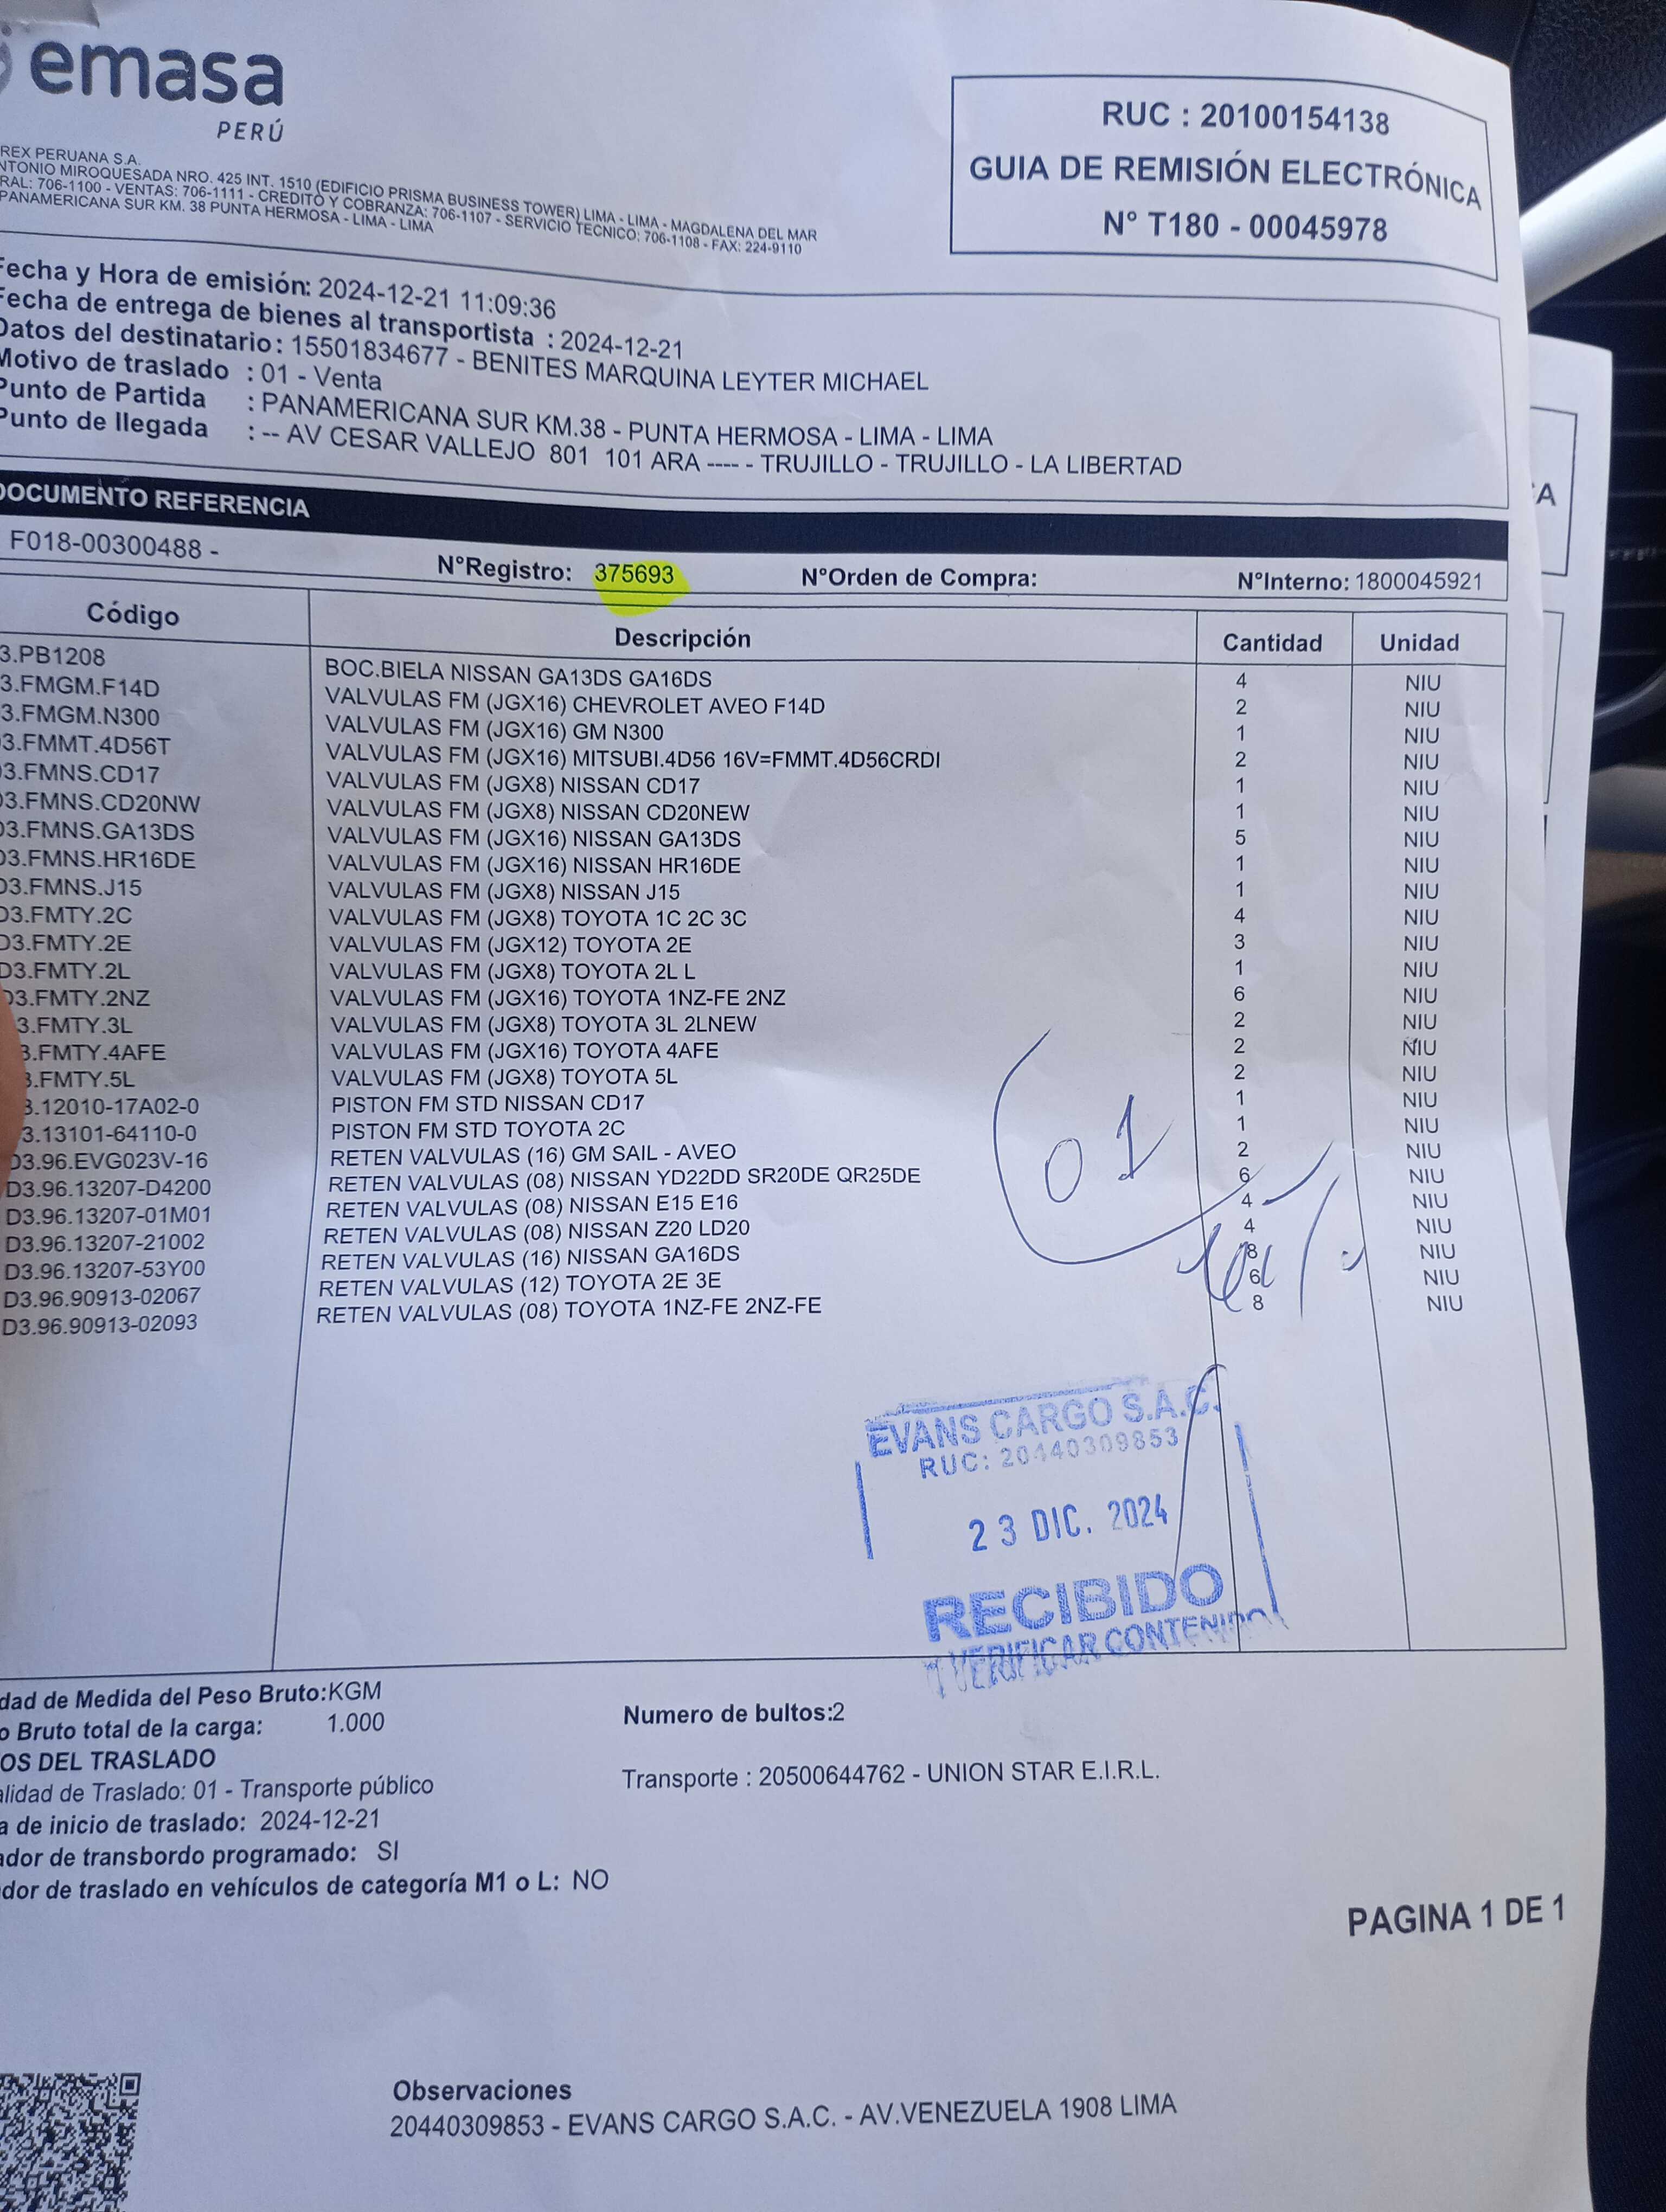 emasa
PERÚ
REX PERUANA S.A.
NTONIO MIROQUESADA NRO. 425 INT. 1510 (EDIFICIO PRISMA BUSINESS TOWER) LIMA - LIMA - MAGDALENA DEL MAR
RAL: 706-1100 - VENTAS: 706-1111 - CREDITO Y COBRANZA: 706-1107 - SERVICIO TECNICO: 706-1108 - FAX: 224-9110
PANAMERICANA SUR KM. 38 PUNTA HERMOSA - LIMA - LIMA
RUC : 20100154138
GUIA DE REMISIÓN ELECTRÓNICA
N° T180 - 00045978
Fecha y Hora de emisión: 2024-12-21 11:09:36
Fecha de entrega de bienes al transportista : 2024-12-21
Datos del destinatario : 15501834677 - BENITES MARQUINA LEYTER MICHAEL
Motivo de traslado : 01 - Venta
Punto de Partida : PANAMERICANA SUR KM.38 - PUNTA HERMOSA - LIMA - LIMA
Punto de llegada : -- AV CESAR VALLEJO 801 101 ARA ---- - TRUJILLO - TRUJILLO - LA LIBERTAD
DOCUMENTO REFERENCIA
F018-00300488 - N°Registro: 375693 N°Orden de Compra: N°Interno: 1800045921
Código Descripción Cantidad Unidad
3.PB1208 BOC.BIELA NISSAN GA13DS GA16DS 4 NIU
3.FMGM.F14D VALVULAS FM (JGX16) CHEVROLET AVEO F14D 2 NIU
3.FMGM.N300 VALVULAS FM (JGX16) GM N300 1 NIU
3.FMMT.4D56T VALVULAS FM (JGX16) MITSUBI.4D56 16V=FMMT.4D56CRDI 2 NIU
3.FMNS.CD17 VALVULAS FM (JGX8) NISSAN CD17 1 NIU
3.FMNS.CD20NW VALVULAS FM (JGX8) NISSAN CD20NEW 1 NIU
D3.FMNS.GA13DS VALVULAS FM (JGX16) NISSAN GA13DS 5 NIU
D3.FMNS.HR16DE VALVULAS FM (JGX16) NISSAN HR16DE 1 NIU
D3.FMNS.J15 VALVULAS FM (JGX8) NISSAN J15 1 NIU
D3.FMTY.2C VALVULAS FM (JGX8) TOYOTA 1C 2C 3C 4 NIU
D3.FMTY.2E VALVULAS FM (JGX12) TOYOTA 2E 3 NIU
D3.FMTY.2L VALVULAS FM (JGX8) TOYOTA 2L L 1 NIU
D3.FMTY.2NZ VALVULAS FM (JGX16) TOYOTA 1NZ-FE 2NZ 6 NIU
3.FMTY.3L VALVULAS FM (JGX8) TOYOTA 3L 2LNEW 2 NIU
3.FMTY.4AFE VALVULAS FM (JGX16) TOYOTA 4AFE 2 NIU
3.FMTY.5L VALVULAS FM (JGX8) TOYOTA 5L 2 NIU
3.12010-17A02-0 PISTON FM STD NISSAN CD17 1 NIU
3.13101-64110-0 PISTON FM STD TOYOTA 2C 1 NIU
D3.96.EVG023V-16 RETEN VALVULAS (16) GM SAIL - AVEO 2 NIU
D3.96.13207-D4200 RETEN VALVULAS (08) NISSAN YD22DD SR20DE QR25DE 6 NIU
D3.96.13207-01M01 RETEN VALVULAS (08) NISSAN E15 E16 4 NIU
D3.96.13207-21002 RETEN VALVULAS (08) NISSAN Z20 LD20 4 NIU
D3.96.13207-53Y00 RETEN VALVULAS (16) NISSAN GA16DS 8 NIU
D3.96.90913-02067 RETEN VALVULAS (12) TOYOTA 2E 3E 6 NIU
D3.96.90913-02093 RETEN VALVULAS (08) TOYOTA 1NZ-FE 2NZ-FE 8 NIU
01
EVANS CARGO S.A.C.
RUC: 20440309853
23 DIC. 2024
RECIBIDO
VERIFICAR CONTENIDO
dad de Medida del Peso Bruto:KGM
o Bruto total de la carga: 1.000
Numero de bultos:2
OS DEL TRASLADO
alidad de Traslado: 01 - Transporte público
Transporte : 20500644762 - UNION STAR E.I.R.L.
a de inicio de traslado: 2024-12-21
ador de transbordo programado: SI
dor de traslado en vehículos de categoría M1 o L: NO
PAGINA 1 DE 1
Observaciones
20440309853 - EVANS CARGO S.A.C. - AV.VENEZUELA 1908 LIMA